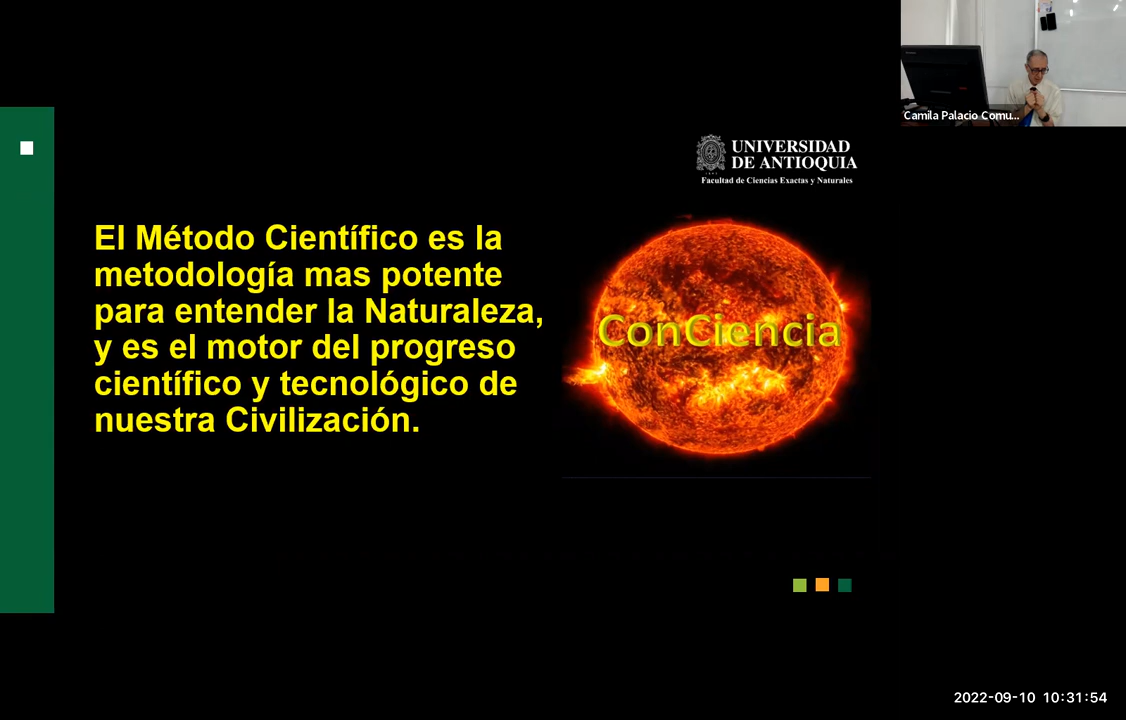 Camila Palacio Comu...
UNIVERSIDAD
DE ANTIOQUIA
Facultad de Ciencias Exactas y Naturales
El Método Científico es la
metodología mas potente
para entender la Naturaleza,
y es el motor del progreso
científico y tecnológico de
nuestra Civilización.
ConCiencia
2022-09-10 10:31:54